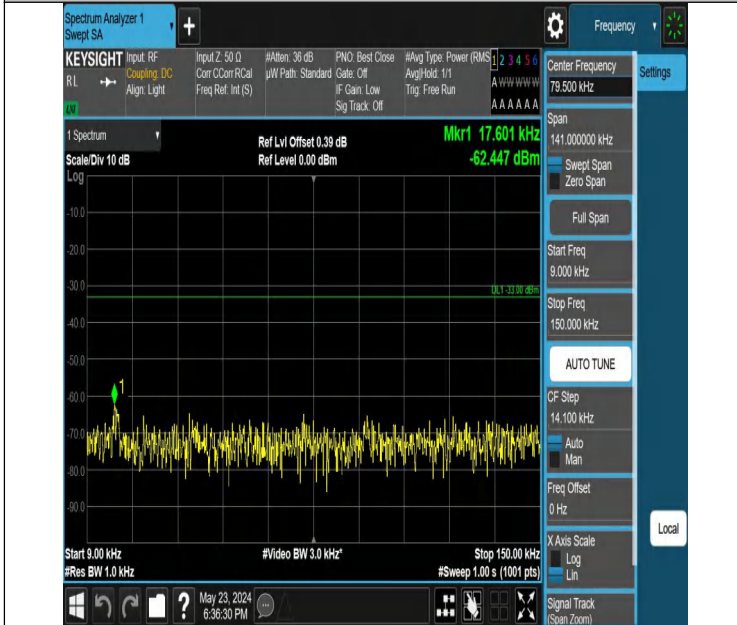 Spectrum Analyzer 1
Swept SA
+
Frequency
KEYSIGHT
RL
Input: RF
Coupling: DC
Align: Light
Input Z: 50 Ω
Corr CCorr RCal
Freq Ref: Int (S)
#Atten: 36 dB
µW Path: Standard
PNO: Best Close
Gate: Off
IF Gain: Low
Sig Track: Off
#Avg Type: Power (RMS
Avg|Hold: 1/1
Trig: Free Run
1 2 3 4 5 6
A W W W W W
A A A A A A
1 Spectrum
Scale/Div 10 dB
Log
Ref Lvl Offset 0.39 dB
Ref Level 0.00 dBm
Mkr1 17.601 kHz
-62.447 dBm
-10.0
-20.0
-30.0
DL1 -33.00 dBm
-40.0
-50.0
-60.0
1
-70.0
-80.0
-90.0
Start 9.00 kHz
#Res BW 1.0 kHz
#Video BW 3.0 kHz*
Stop 150.00 kHz
#Sweep 1.00 s (1001 pts)
?
May 23, 2024
6:36:30 PM
Center Frequency
79.500 kHz
Settings
Span
141.000000 kHz
Swept Span
Zero Span
Full Span
Start Freq
9.000 kHz
Stop Freq
150.000 kHz
AUTO TUNE
CF Step
14.100 kHz
Auto
Man
Freq Offset
0 Hz
X Axis Scale
Log
Lin
Local
Signal Track
(Span Zoom)